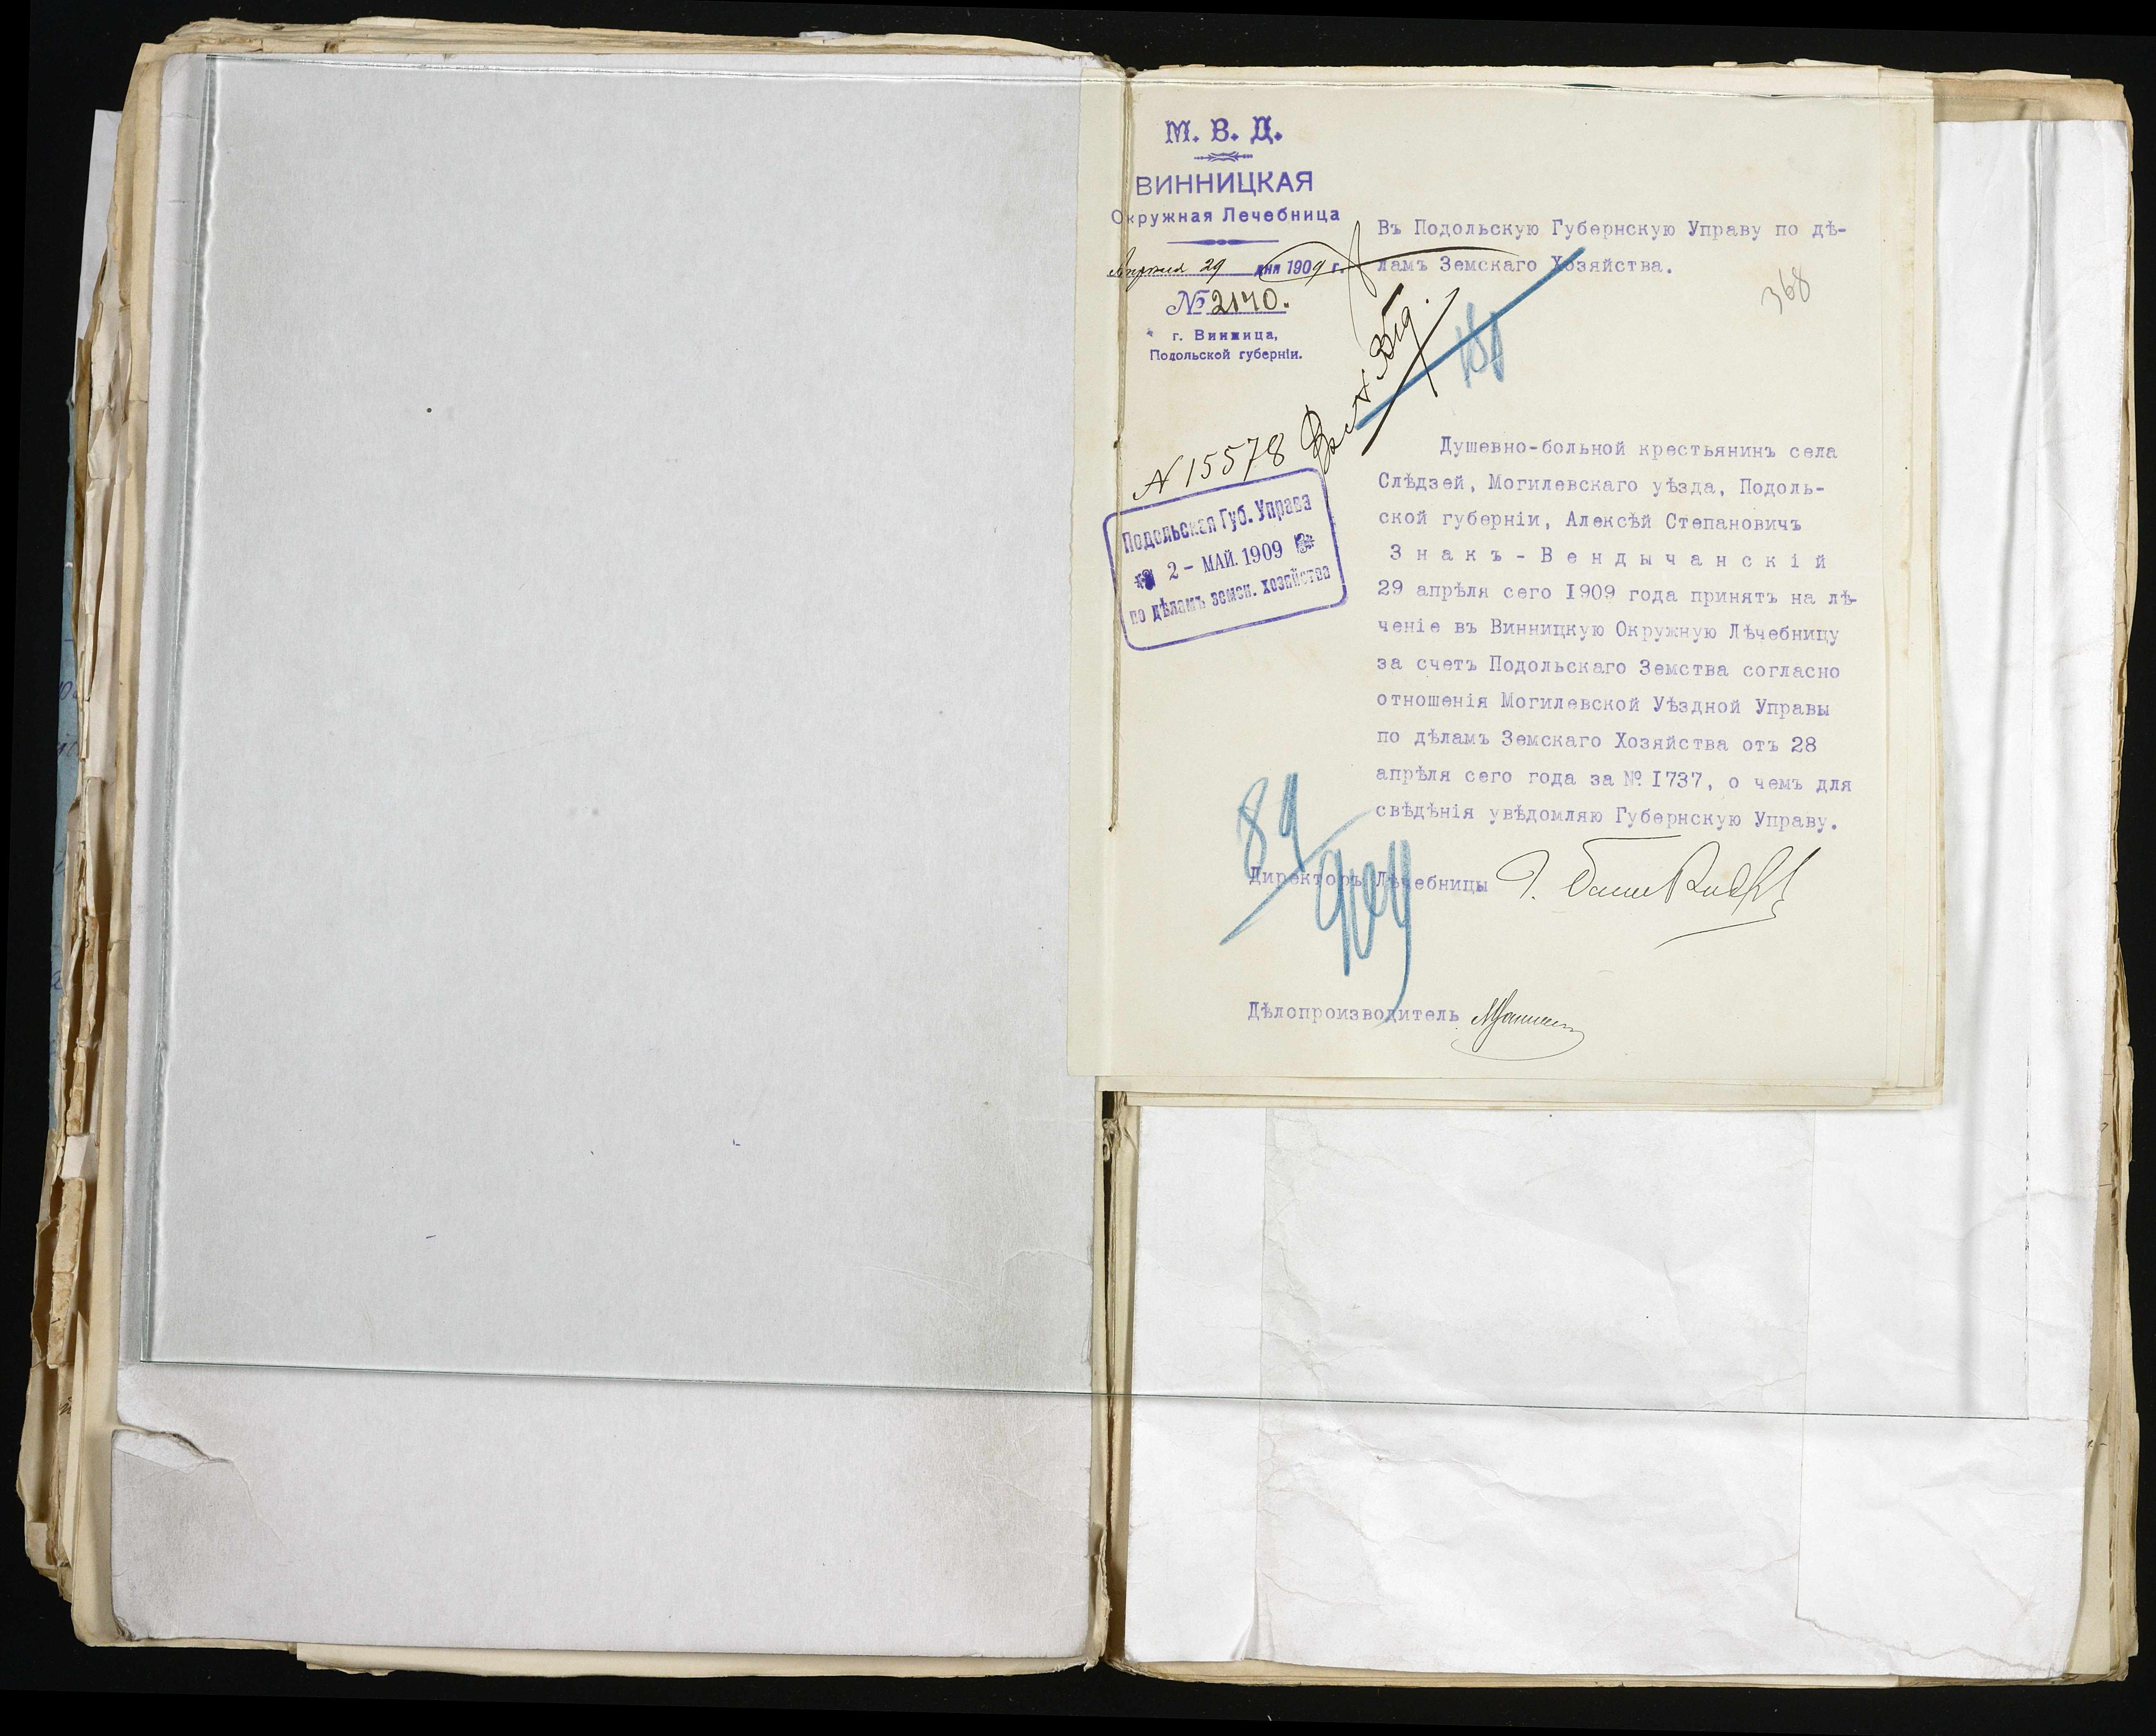 М. В. Д.
ВИННИЦКАЯ
Окружная Лечебница
Апрѣля 29 дня 1909 г.
№ 2140.
г. Винница,
Подольской губерніи.
Въ Подольскую Губернскую Управу по дѣ-
ламъ Земскаго Хозяйства.
368
N 15578
Подольская Губ. Управа
2 - МАЙ. 1909
по дѣламъ земск. хозяйства
Душевно-больной крестьянинъ села
Слѣдзей, Могилевскаго уѣзда, Подоль-
ской губерніи, Алексѣй Степановичъ
Знакъ-Вендычанскій
29 апрѣля сего 1909 года принятъ на лѣ-
ченіе въ Винницкую Окружную Лѣчебницу
за счетъ Подольскаго Земства согласно
отношенія Могилевской Уѣздной Управы
по дѣламъ Земскаго Хозяйства отъ 28
апрѣля сего года за № I737, о чемъ для
свѣдѣнія увѣдомляю Губернскую Управу.
89
Директоръ Лѣчебницы
Дѣлопроизводитель